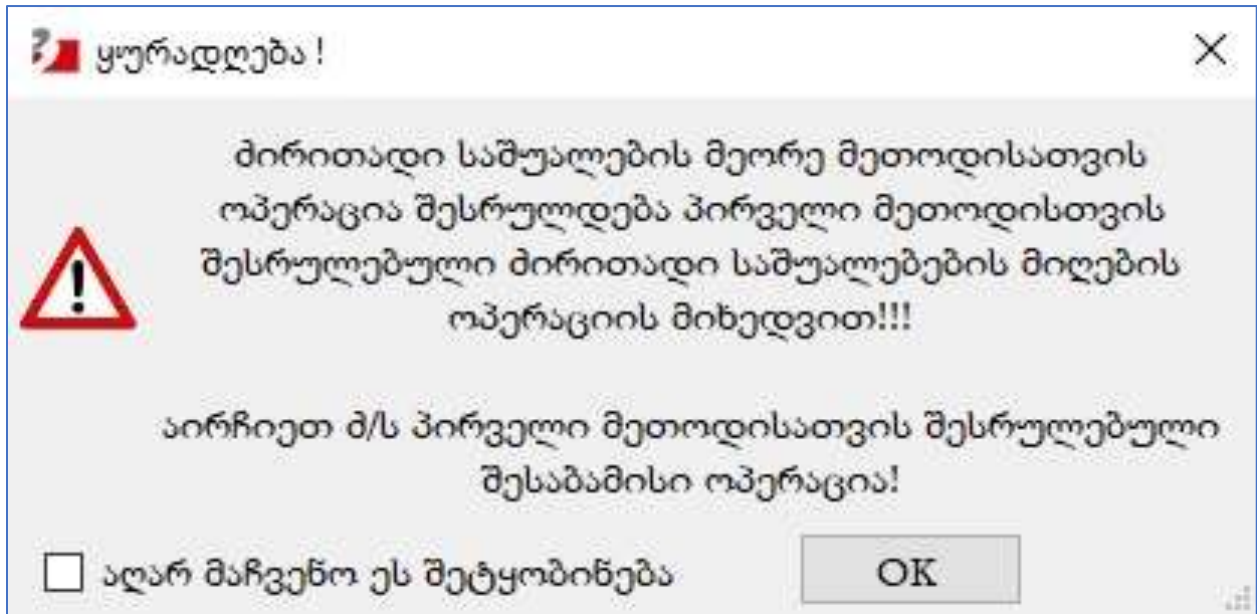 ყურადღება !
ძირითადი საშუალების მეორე მეთოდისათვის
ოპერაცია შესრულდება პირველი მეთოდისთვის
შესრულებული ძირითადი საშუალებების მიღების
ოპერაციის მიხედვით!!!
აირჩიეთ ძ/ს პირველი მეთოდისათვის შესრულებული
შესაბამისი ოპერაცია!
აღარ მაჩვენო ეს შეტყობინება
OK